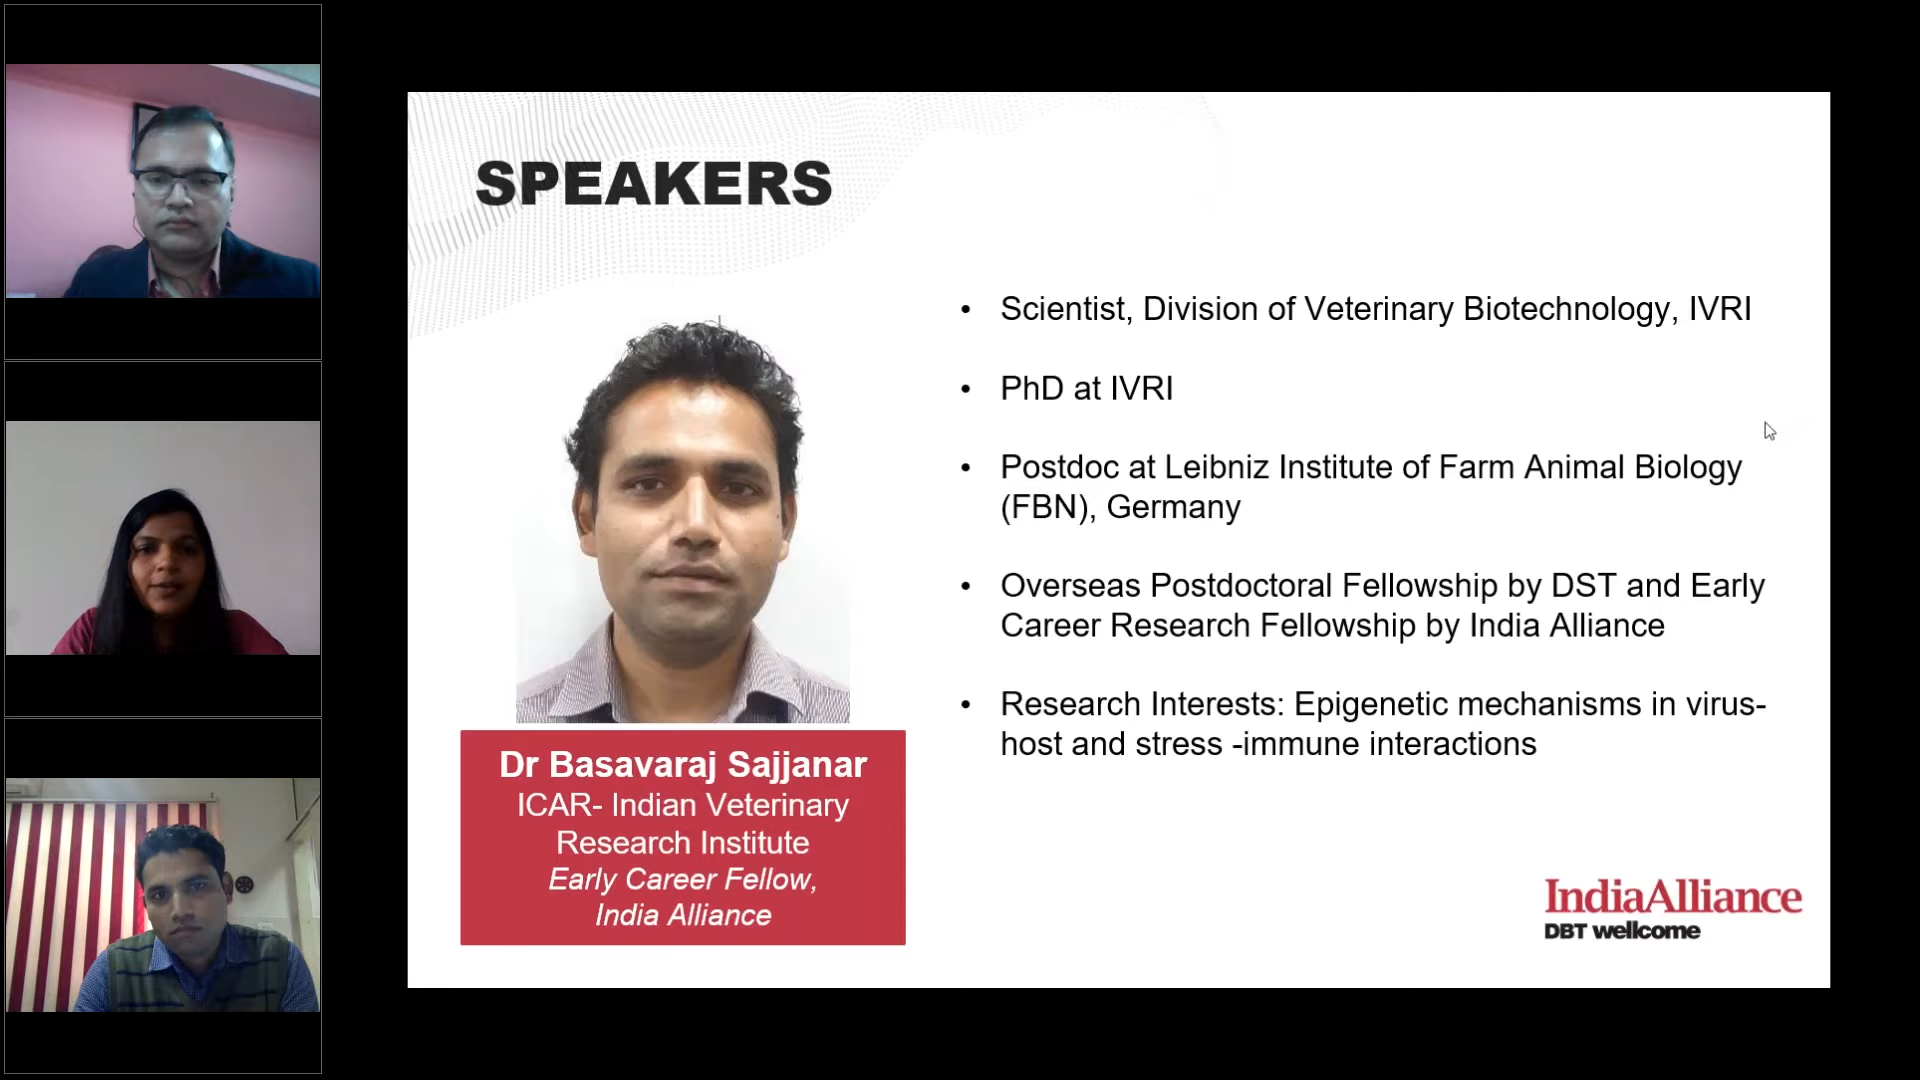 SPEAKERS
• Scientist, Division of Veterinary Biotechnology, IVRI
• PhD at IVRI
• Postdoc at Leibniz Institute of Farm Animal Biology
(FBN), Germany
• Overseas Postdoctoral Fellowship by DST and Early
Career Research Fellowship by India Alliance
• Research Interests: Epigenetic mechanisms in virus-
host and stress -immune interactions
Dr Basavaraj Sajjanar
ICAR- Indian Veterinary
Research Institute
Early Career Fellow,
India Alliance
IndiaAlliance
DBT wellcome